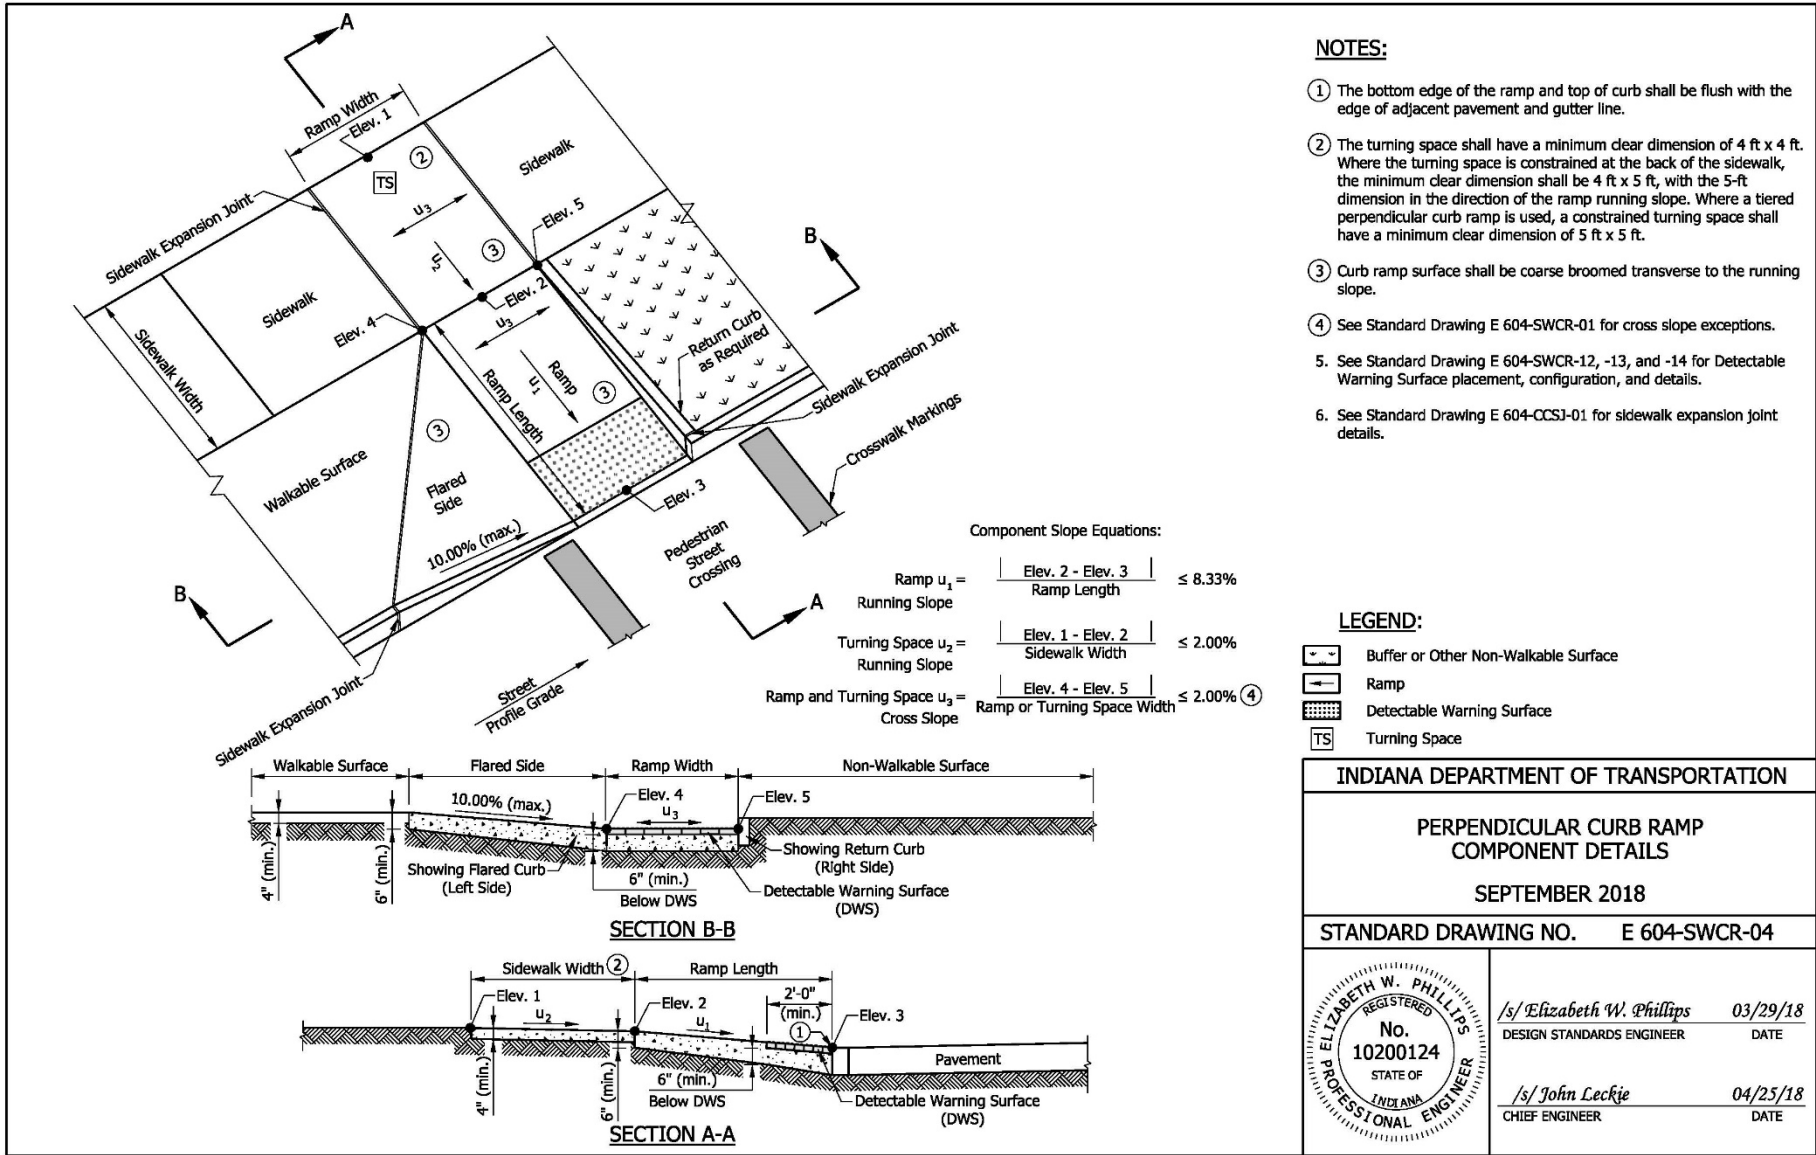 A
Ramp Width
Elev. 1
2
TS
Sidewalk
Sidewalk Expansion Joint
u3
Elev. 5
3
u2
B
Elev. 2
Sidewalk
u3
Elev. 4
Sidewalk Width
Return Curb
as Required
Ramp
u1
3
Ramp Length
Sidewalk Expansion Joint
3
Crosswalk Markings
Walkable Surface
Flared
Side
Elev. 3
10.00% (max.)
Pedestrian
Street
Crossing
B
A
Street
Profile Grade
Sidewalk Expansion Joint
Component Slope Equations:
Ramp u1 = | Elev. 2 - Elev. 3 | ≤ 8.33%
Running Slope Ramp Length
Turning Space u2 = | Elev. 1 - Elev. 2 | ≤ 2.00%
Running Slope Sidewalk Width
Ramp and Turning Space u3 = | Elev. 4 - Elev. 5 | ≤ 2.00% 4
Cross Slope Ramp or Turning Space Width
Walkable Surface Flared Side Ramp Width Non-Walkable Surface
10.00% (max.)
Elev. 4
Elev. 5
u3
4" (min.)
6" (min.)
Showing Flared Curb
(Left Side)
6" (min.)
Below DWS
Showing Return Curb
(Right Side)
Detectable Warning Surface
(DWS)
SECTION B-B
Sidewalk Width 2 Ramp Length
Elev. 1
u2
Elev. 2
u1
2'-0"
(min.)
1
Elev. 3
Pavement
4" (min.)
6" (min.)
6" (min.)
Below DWS
Detectable Warning Surface
(DWS)
SECTION A-A
NOTES:
1 The bottom edge of the ramp and top of curb shall be flush with the
edge of adjacent pavement and gutter line.
2 The turning space shall have a minimum clear dimension of 4 ft x 4 ft.
Where the turning space is constrained at the back of the sidewalk,
the minimum clear dimension shall be 4 ft x 5 ft, with the 5-ft
dimension in the direction of the ramp running slope. Where a tiered
perpendicular curb ramp is used, a constrained turning space shall
have a minimum clear dimension of 5 ft x 5 ft.
3 Curb ramp surface shall be coarse broomed transverse to the running
slope.
4 See Standard Drawing E 604-SWCR-01 for cross slope exceptions.
5. See Standard Drawing E 604-SWCR-12, -13, and -14 for Detectable
Warning Surface placement, configuration, and details.
6. See Standard Drawing E 604-CCSJ-01 for sidewalk expansion joint
details.
LEGEND:
Buffer or Other Non-Walkable Surface
Ramp
Detectable Warning Surface
TS Turning Space
INDIANA DEPARTMENT OF TRANSPORTATION
PERPENDICULAR CURB RAMP
COMPONENT DETAILS
SEPTEMBER 2018
STANDARD DRAWING NO. E 604-SWCR-04
ELIZABETH W. PHILLIPS
REGISTERED
No.
10200124
STATE OF
INDIANA
PROFESSIONAL ENGINEER
/s/ Elizabeth W. Phillips 03/29/18
DESIGN STANDARDS ENGINEER DATE
/s/ John Leckie 04/25/18
CHIEF ENGINEER DATE